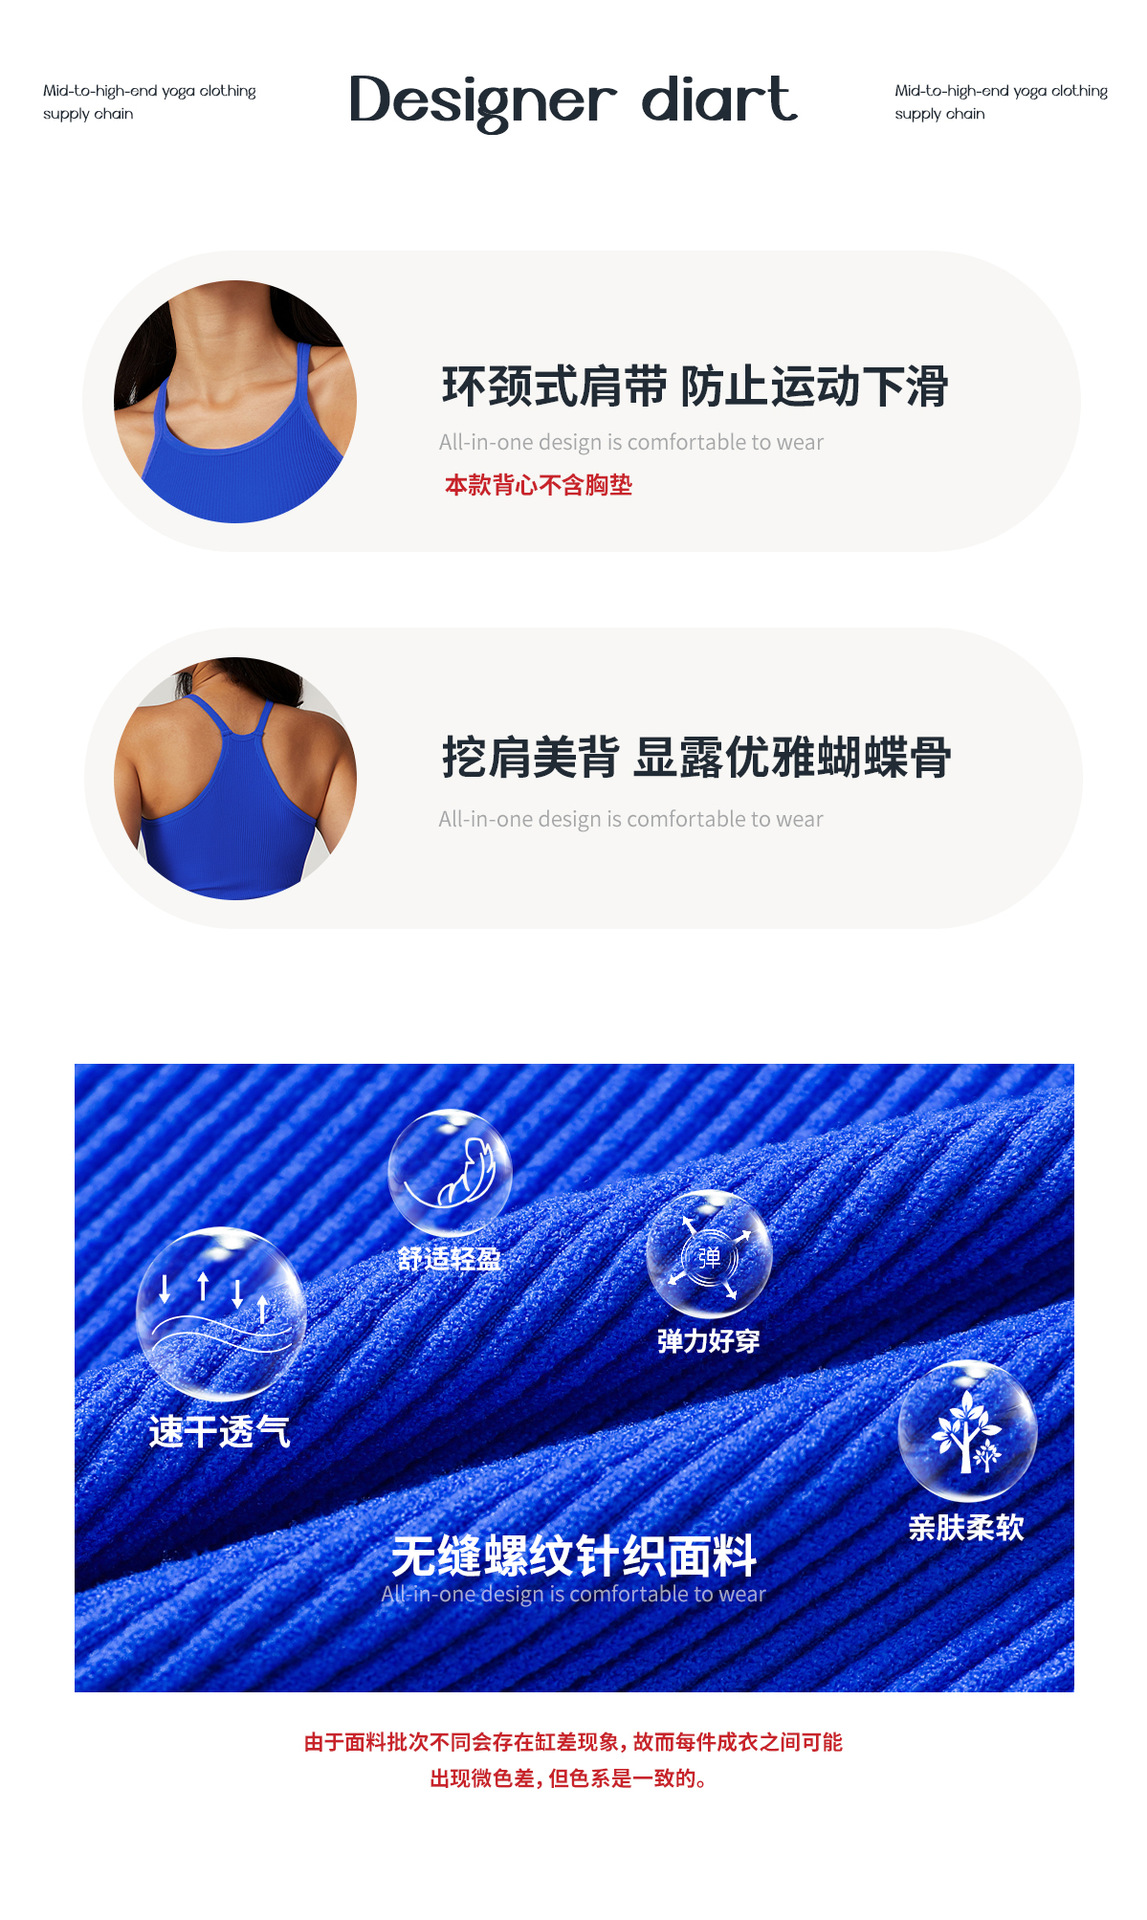 Mid-to-high-end yoga clothing
supply chain
Designer diart
Mid-to-high-end yoga clothing
supply chain
环颈式肩带 防止运动下滑
All-in-one design is comfortable to wear
本款背心不含胸垫
挖肩美背 显露优雅蝴蝶骨
All-in-one design is comfortable to wear
舒适轻盈
弹
弹力好穿
速干透气
亲肤柔软
无缝螺纹针织面料
All-in-one design is comfortable to wear
由于面料批次不同会存在缸差现象，故而每件成衣之间可能
出现微色差，但色系是一致的。